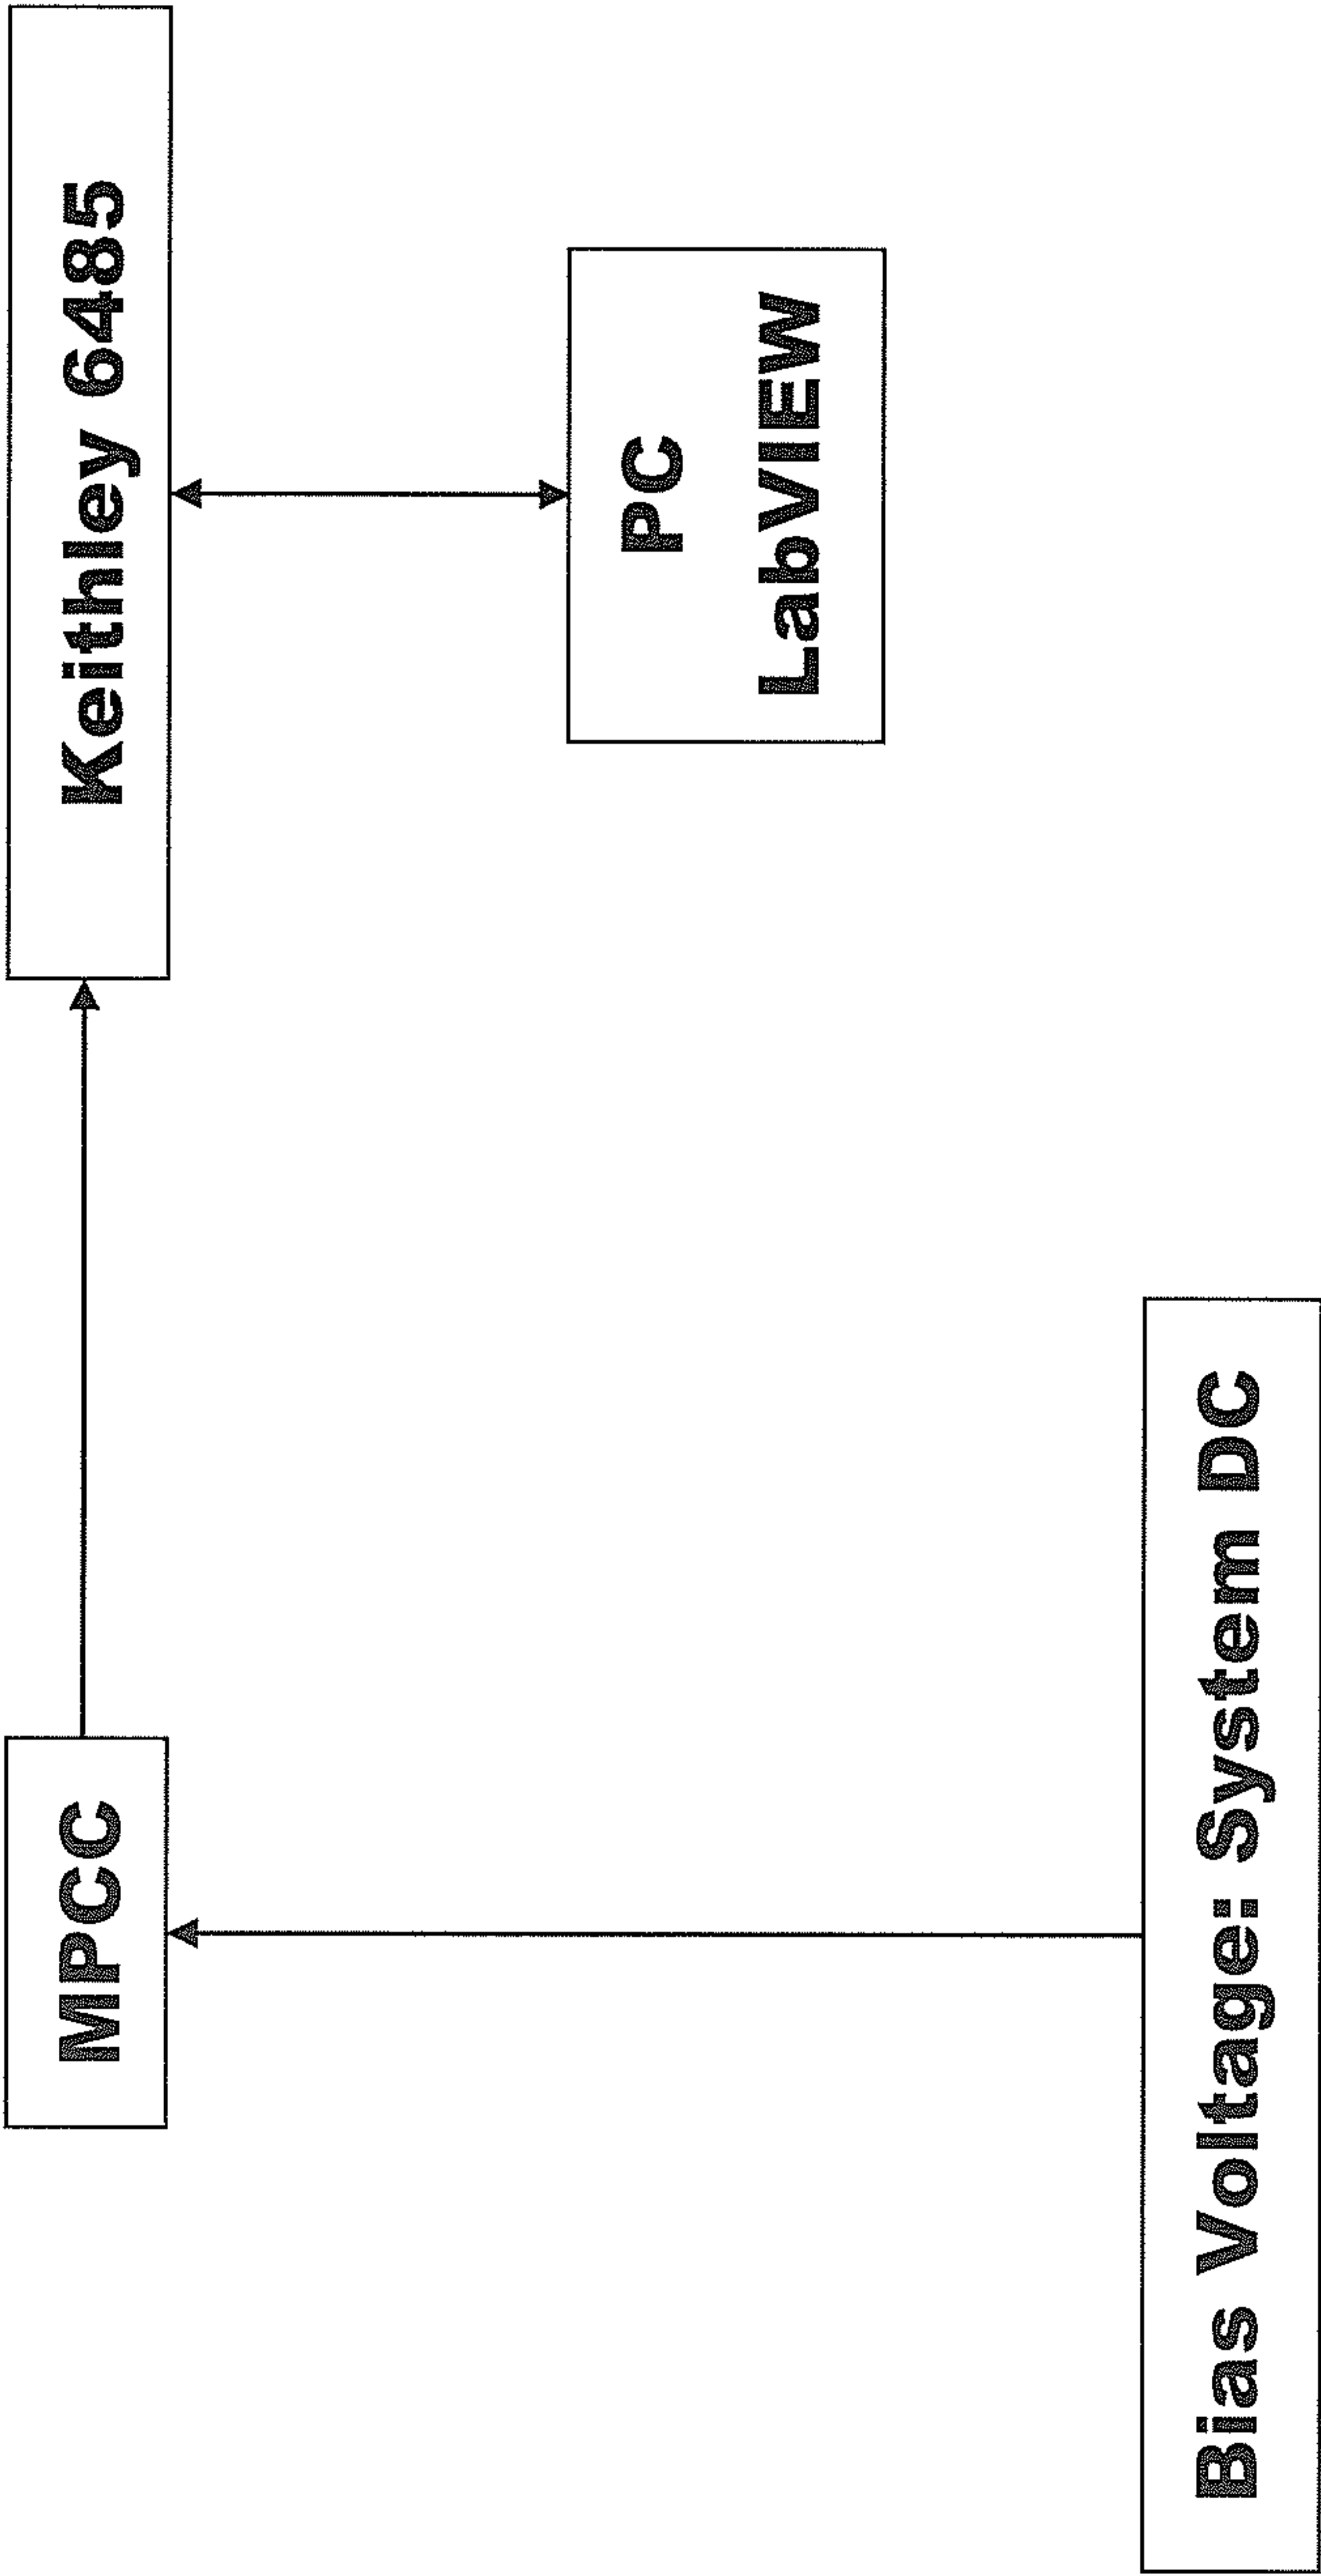 MPCC
Keithley 6485
PC
LabVIEW
Bias Voltage: System DC